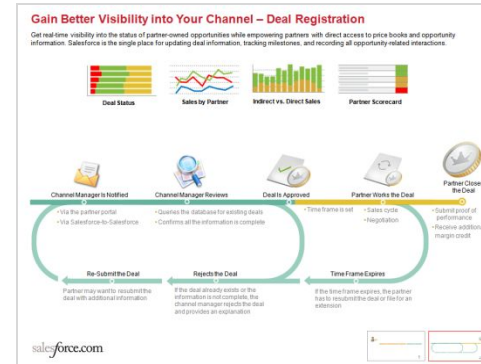 Gain Better Visibility into Your Channel – Deal Registration
Get real-time visibility into the status of partner-owned opportunities while empowering partners with direct access to price books and opportunity
information. Salesforce is the single place for updating deal information, tracking milestones, and recording all opportunity-related interactions.
Deal Status
Sales by Partner
Indirect vs. Direct Sales
Partner Scorecard
Channel Manager is Notified
• Via the partner portal
• Via Salesforce-to-Salesforce
Channel Manager Reviews
• Queries the database for existing deals
• Confirms all the information is complete
Deal Is Approved
• Time frame is set
Partner Works the Deal
• Sales cycle
• Negotiation
Partner Close
the Deal
• Submit proof of
performance
• Receive addition
margin credit
Re-Submit the Deal
Partner may want to resubmit the
deal with additional information
Rejects the Deal
If the deal already exists or the
information is not complete, the
channel manager rejects the deal
and provides an explanation
Time Frame Expires
If the time frame expires, the partner
has to resubmit the deal or file for an
extension
salesforce.com